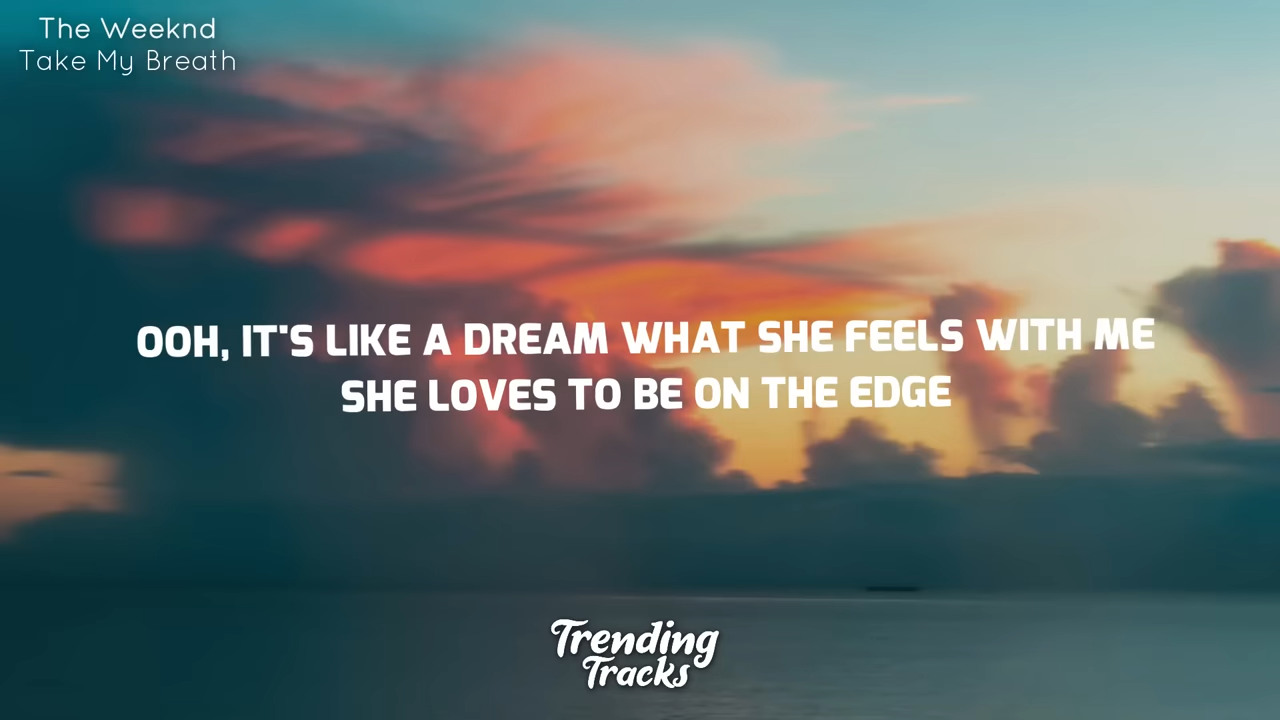 The Weeknd
Take My Breath
OOH, IT'S LIKE A DREAM WHAT SHE FEELS WITH ME
SHE LOVES TO BE ON THE EDGE
Trending
Tracks